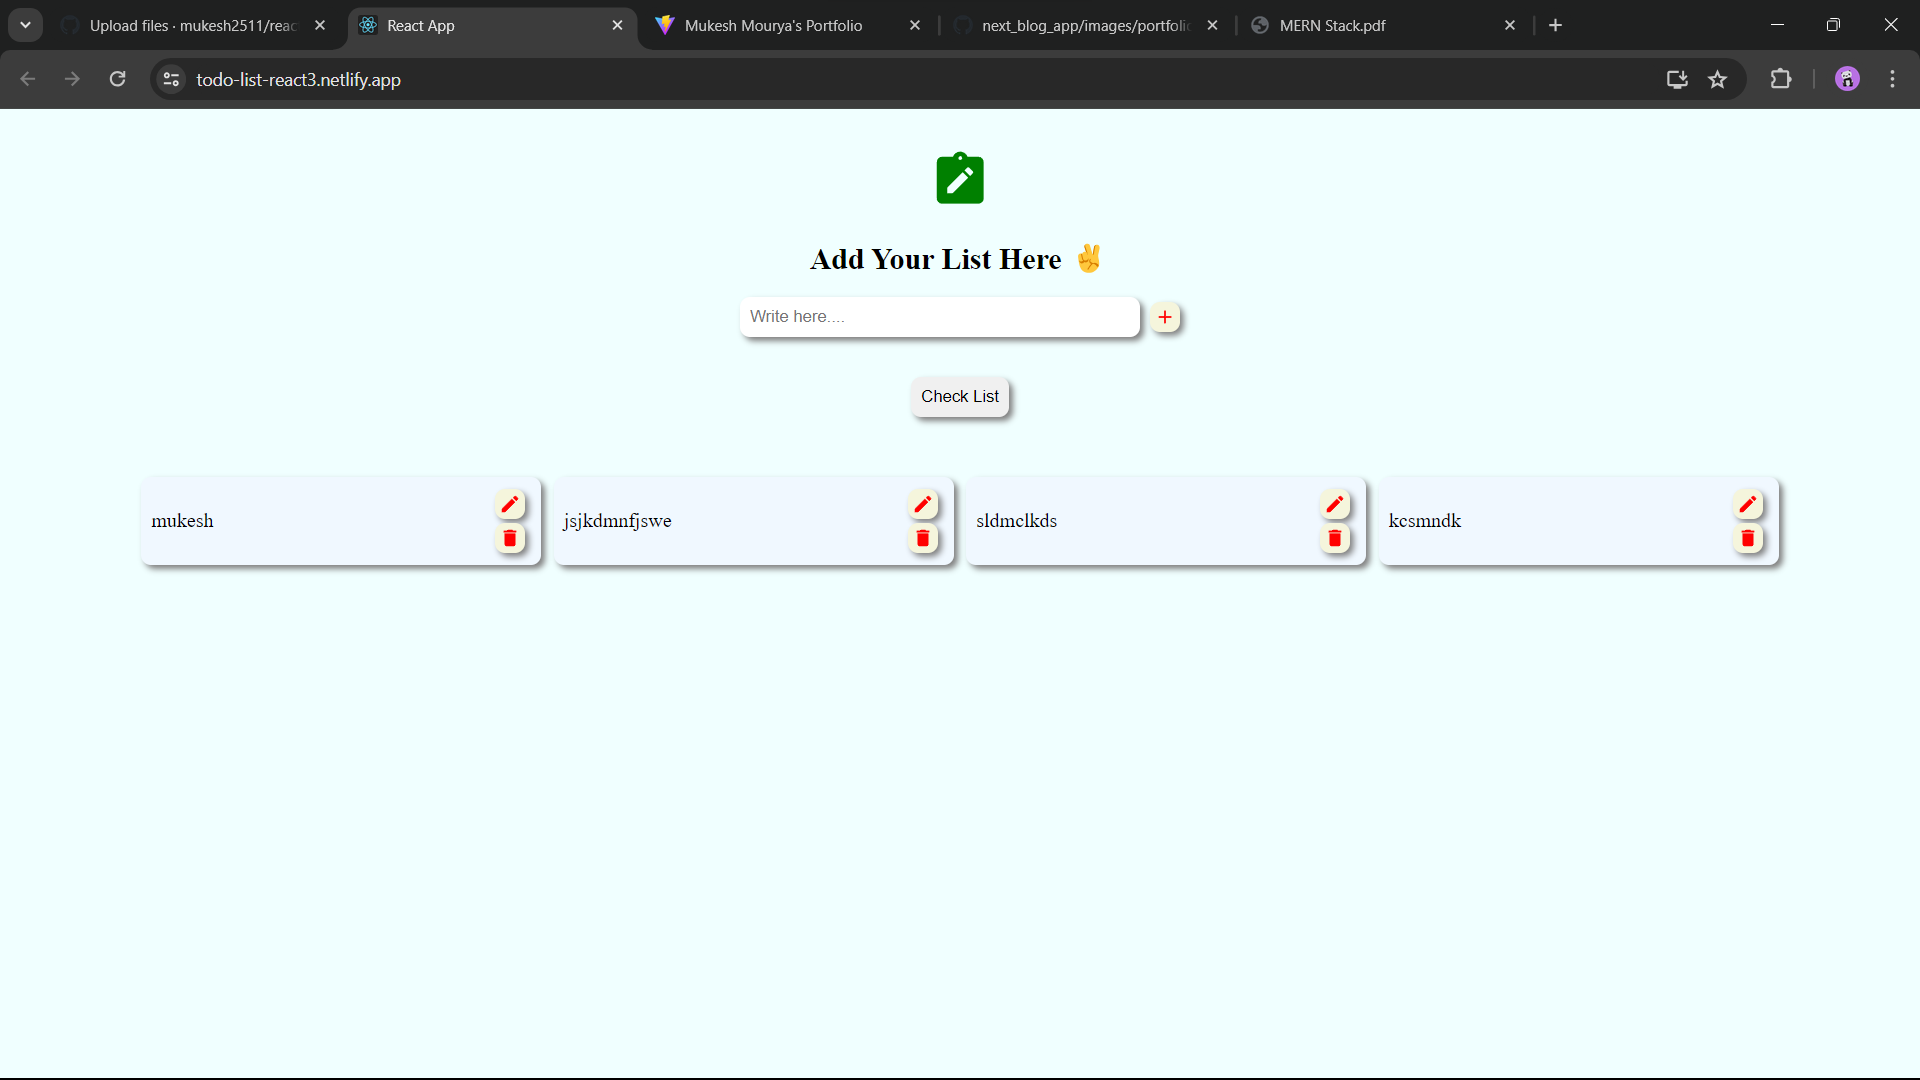 Upload files · mukesh2511/reac
React App
Mukesh Mourya's Portfolio
next_blog_app/images/portfolio
MERN Stack.pdf
todo-list-react3.netlify.app
Add Your List Here ✌
Write here....
Check List
mukesh
jsjkdmnfjswe
sldmclkds
kcsmndk